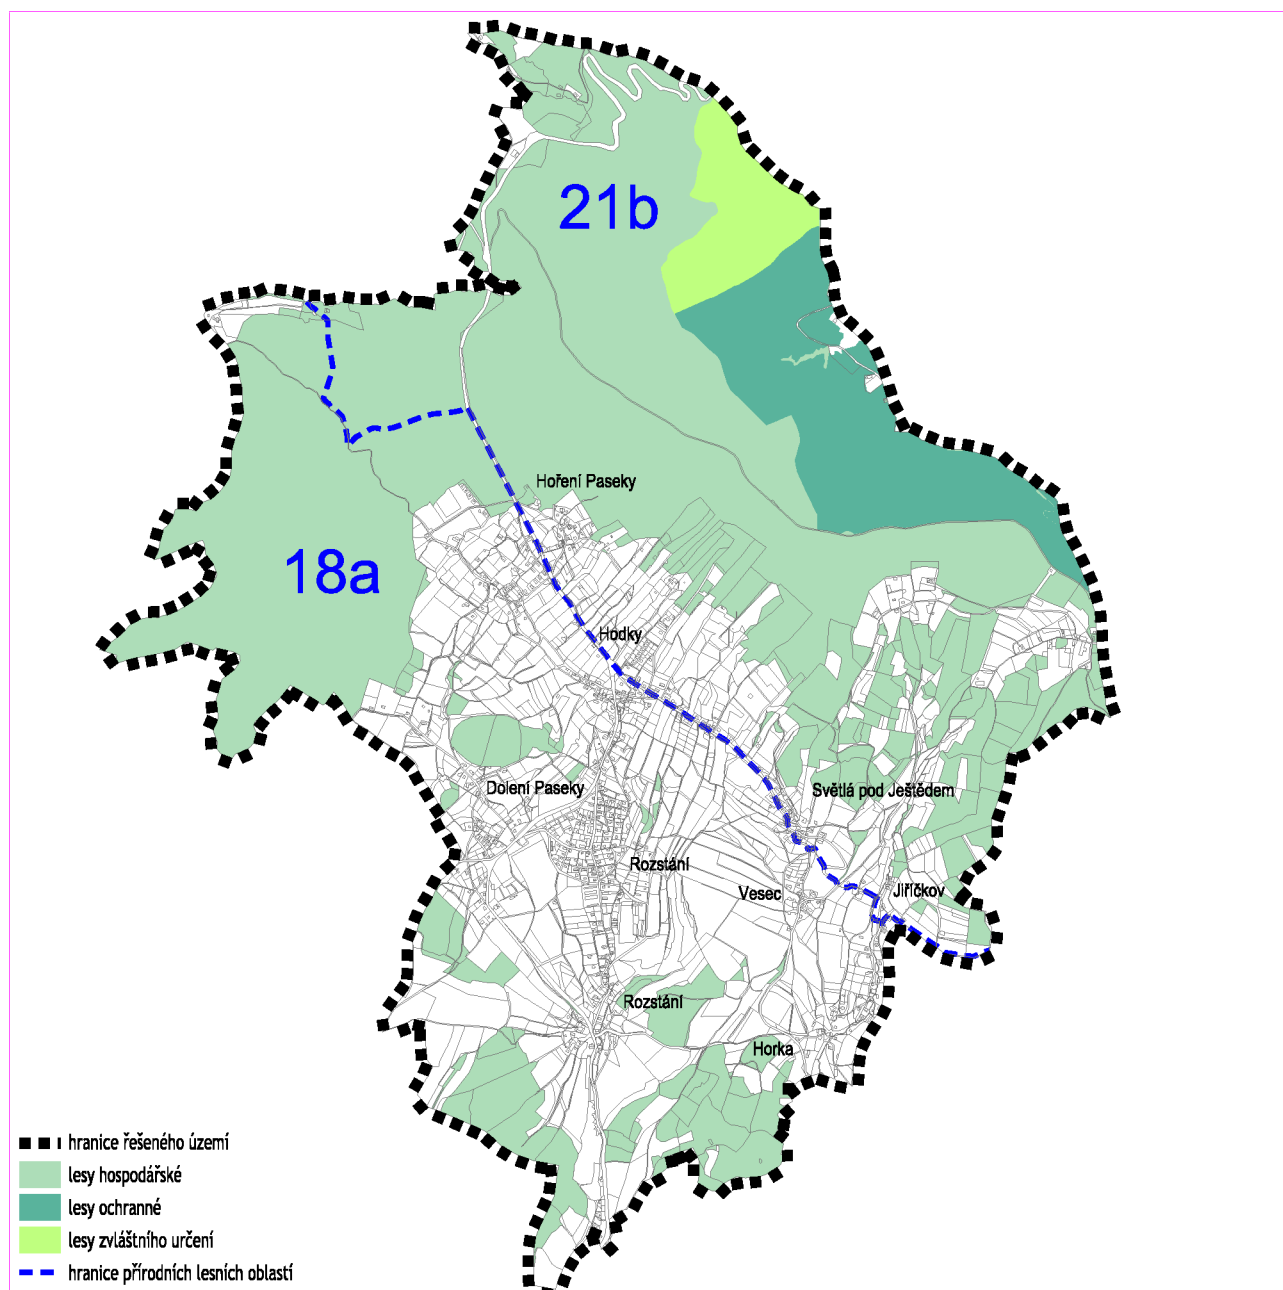 21b
Hoření Paseky
18a
Hodky
Dolení Paseky
Světlá pod Ještědem
Rozstání
Vesec
Jiříčkov
Rozstání
Horka
hranice řešeného území
lesy hospodářské
lesy ochranné
lesy zvláštního určení
hranice přírodních lesních oblastí